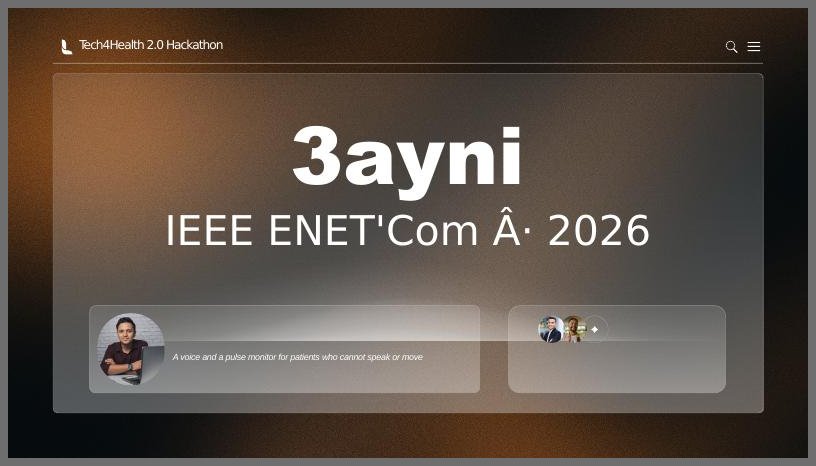 Tech4Health 2.0 Hackathon
3ayni
IEEE ENET'Com Â· 2026
A voice and a pulse monitor for patients who cannot speak or move